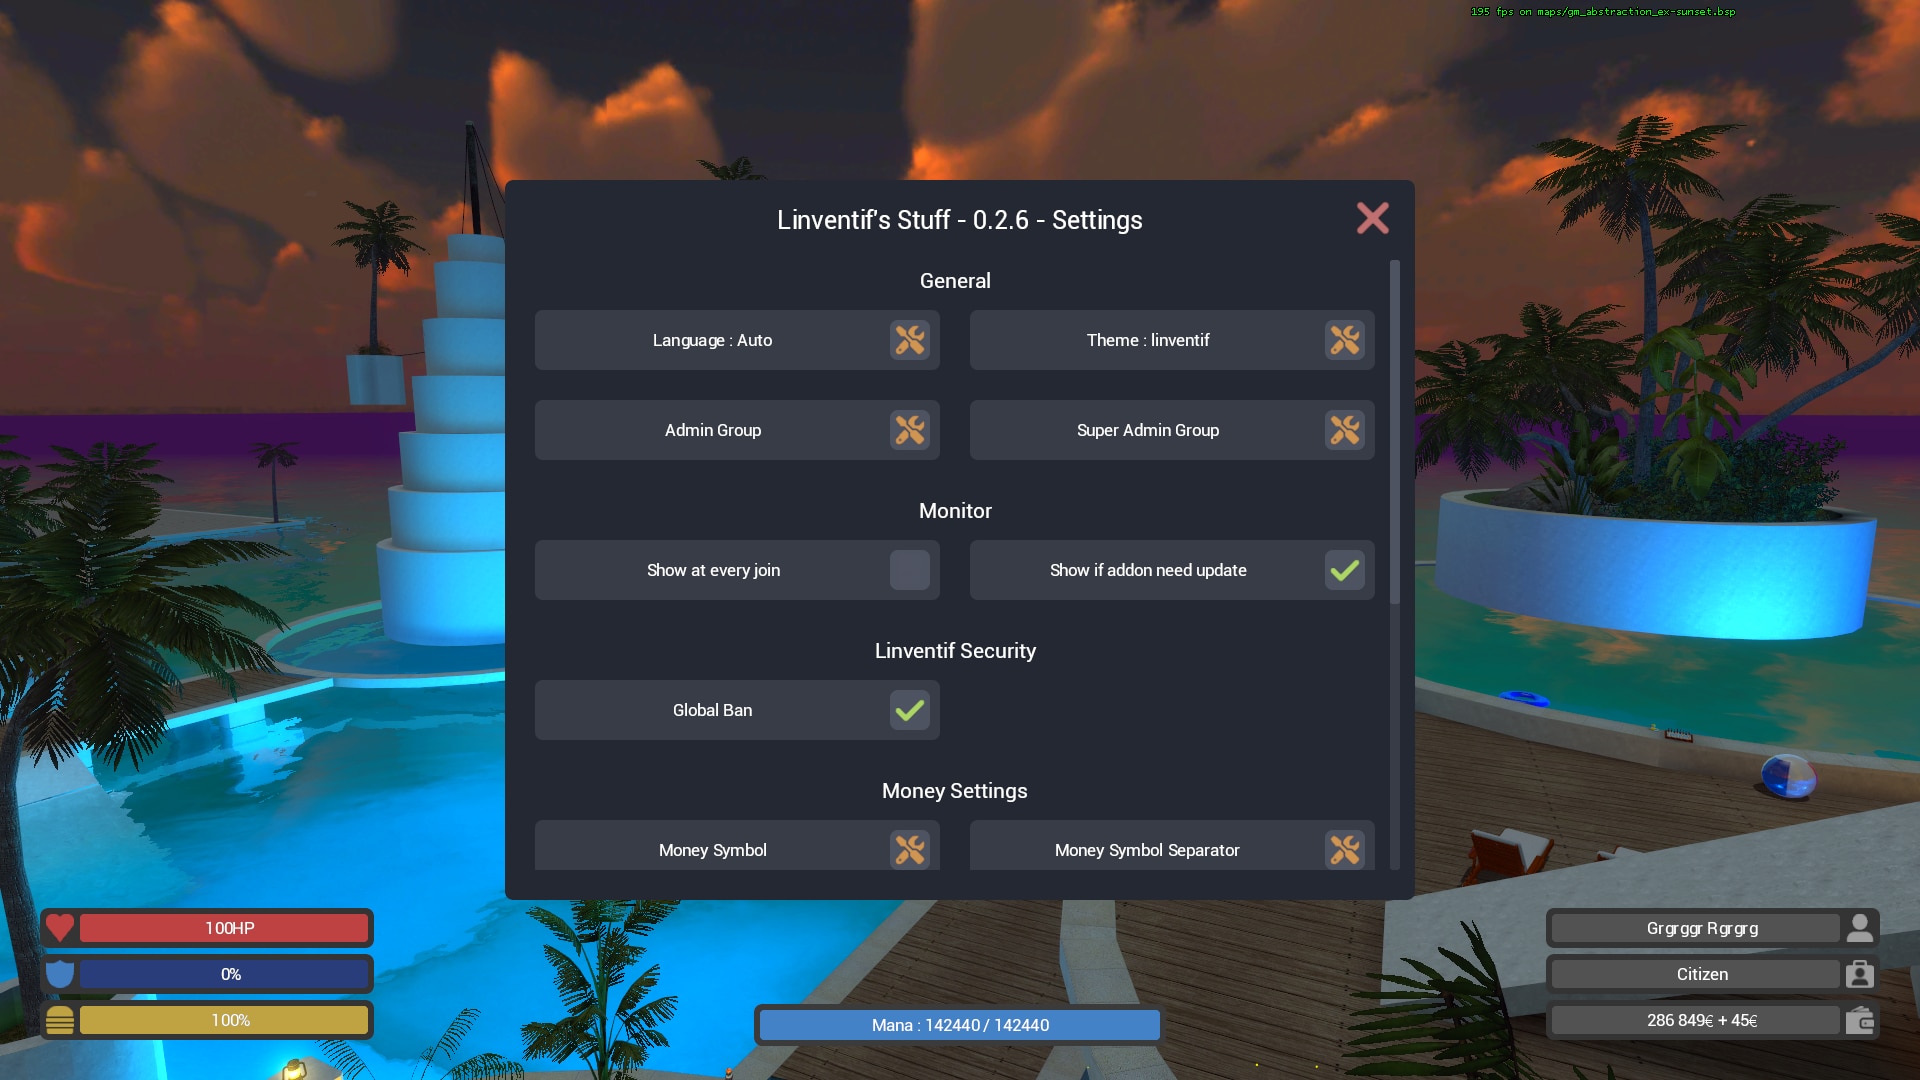 195 fps on maps/gm_abstraction_ex-sunset.bsp
Linventif's Stuff - 0.2.6 - Settings
General
Language : Auto
Theme : linventif
Admin Group
Super Admin Group
Monitor
Show at every join
Show if addon need update
Linventif Security
Global Ban
Money Settings
Money Symbol
Money Symbol Separator
100HP
0%
100%
Mana : 142440 / 142440
Grgrggr Rgrgrg
Citizen
286 849€ + 45€